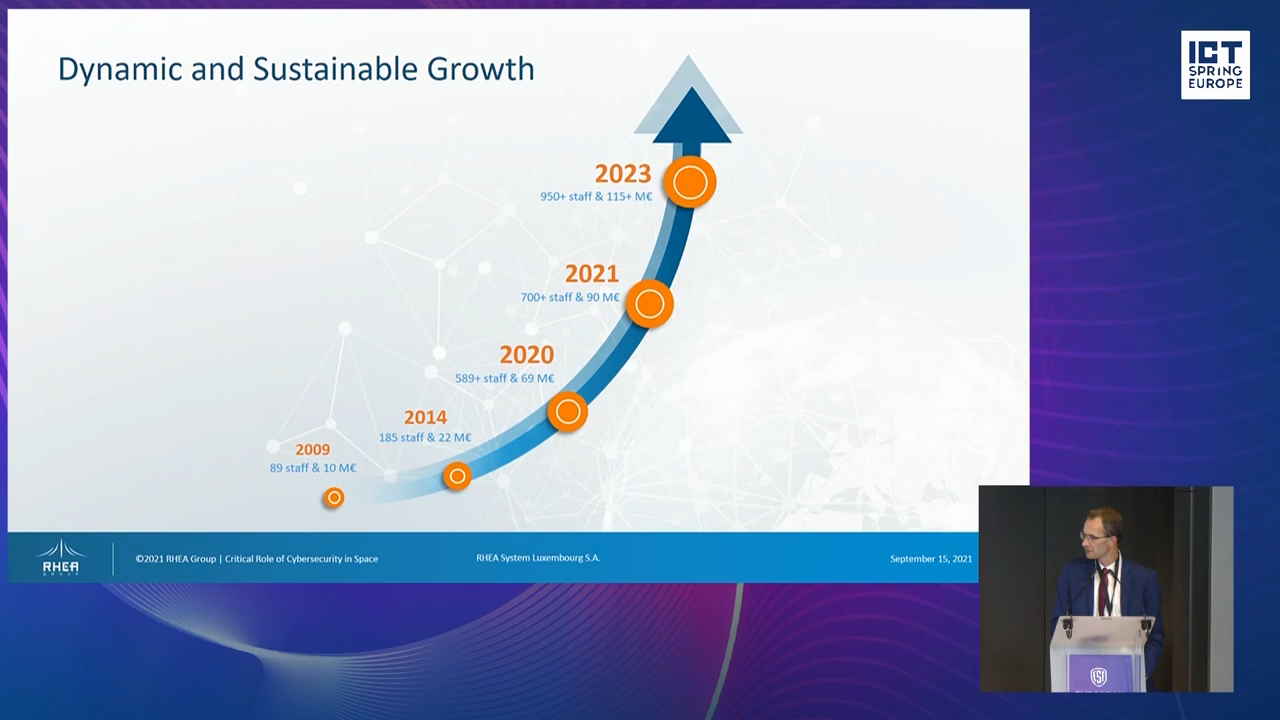 Dynamic and Sustainable Growth
ICT
SPRING
EUROPE
2023
950+ staff & 115+ M€
2021
700+ staff & 90 M€
2020
589+ staff & 69 M€
2014
185 staff & 22 M€
2009
89 staff & 10 M€
RHEA
GROUP
©2021 RHEA Group | Critical Role of Cybersecurity in Space
RHEA System Luxembourg S.A.
September 15, 2021